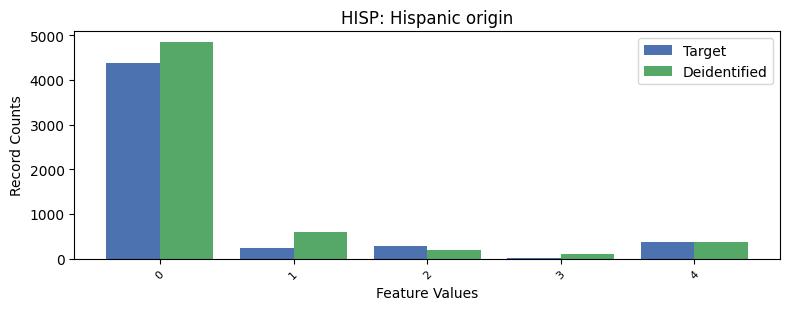 HISP: Hispanic origin
Target
Deidentified
Record Counts
5000
4000
3000
2000
1000
0
0 1 2 3 4
Feature Values